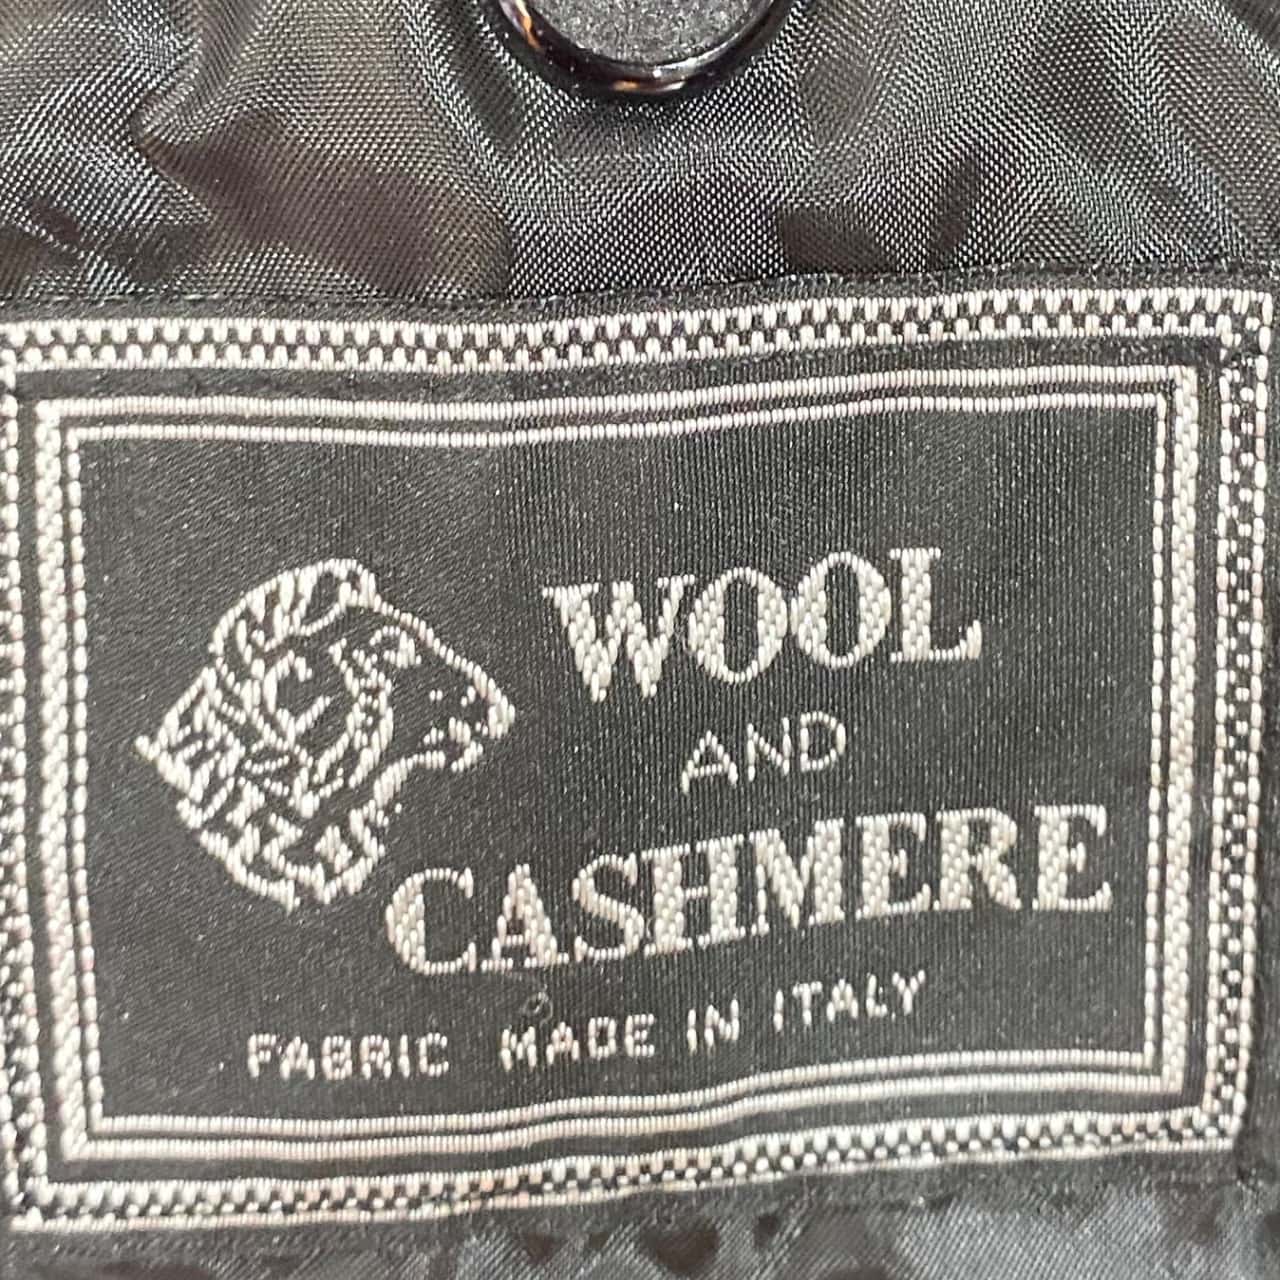 WOOL
AND
CASHMERE
FABRIC MADE IN ITALY